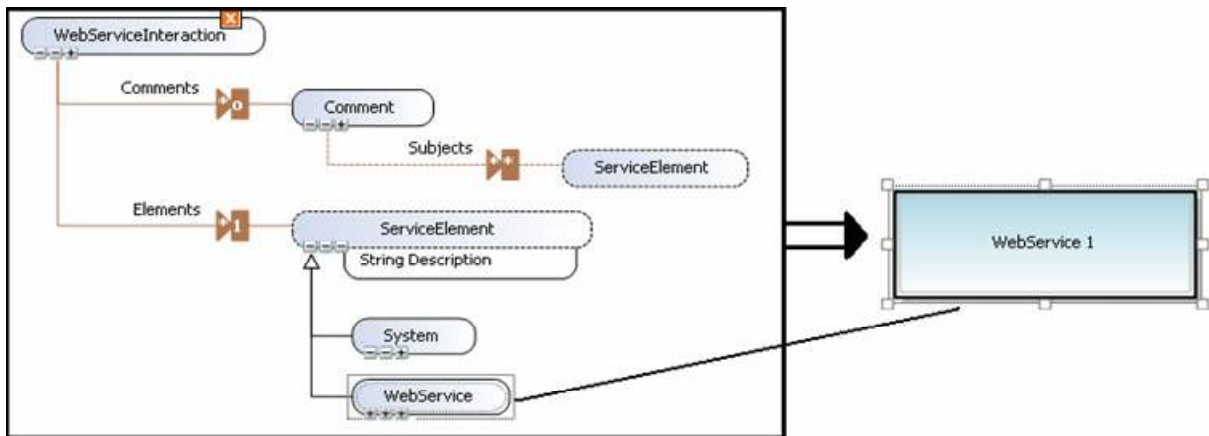 WebServiceInteraction
Comments
Comment
Subjects
ServiceElement
Elements
ServiceElement
String Description
System
WebService
WebService 1